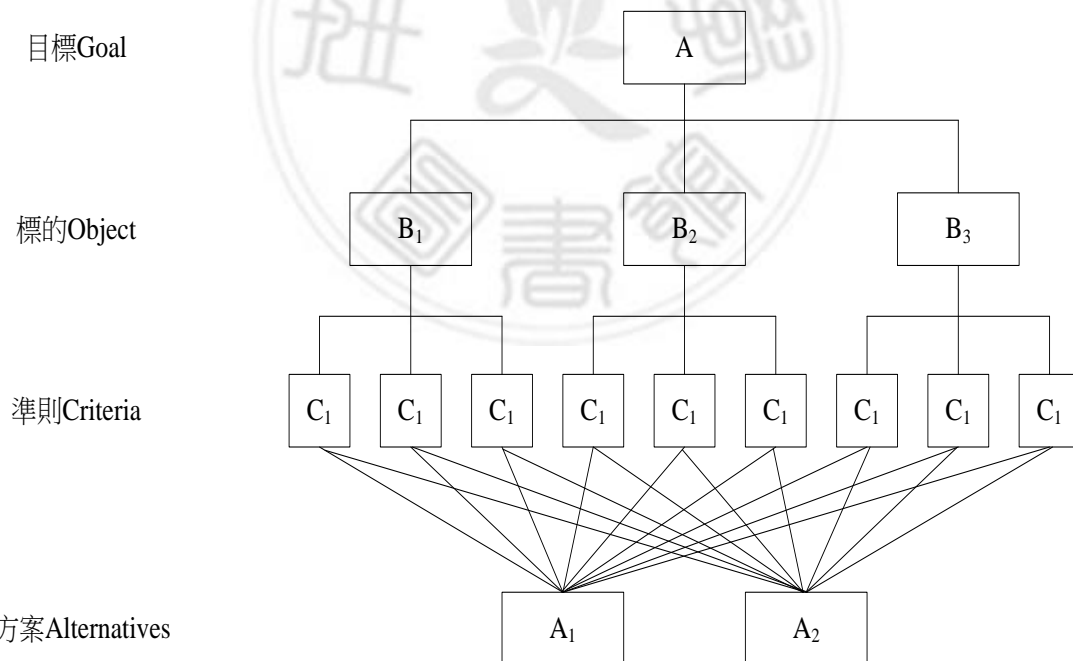 目標Goal
A
標的Object
B₁ B₂ B₃
準則Criteria
C₁ C₁ C₁ C₁ C₁ C₁ C₁ C₁ C₁
方案Alternatives
A₁ A₂
書